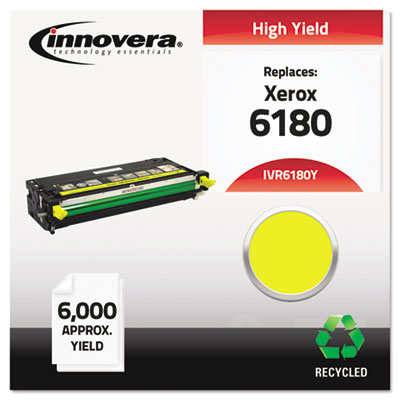 innovera
technology essentials
High Yield
Replaces:
Xerox
6180
IVR6180Y
6,000
APPROX.
YIELD
RECYCLED